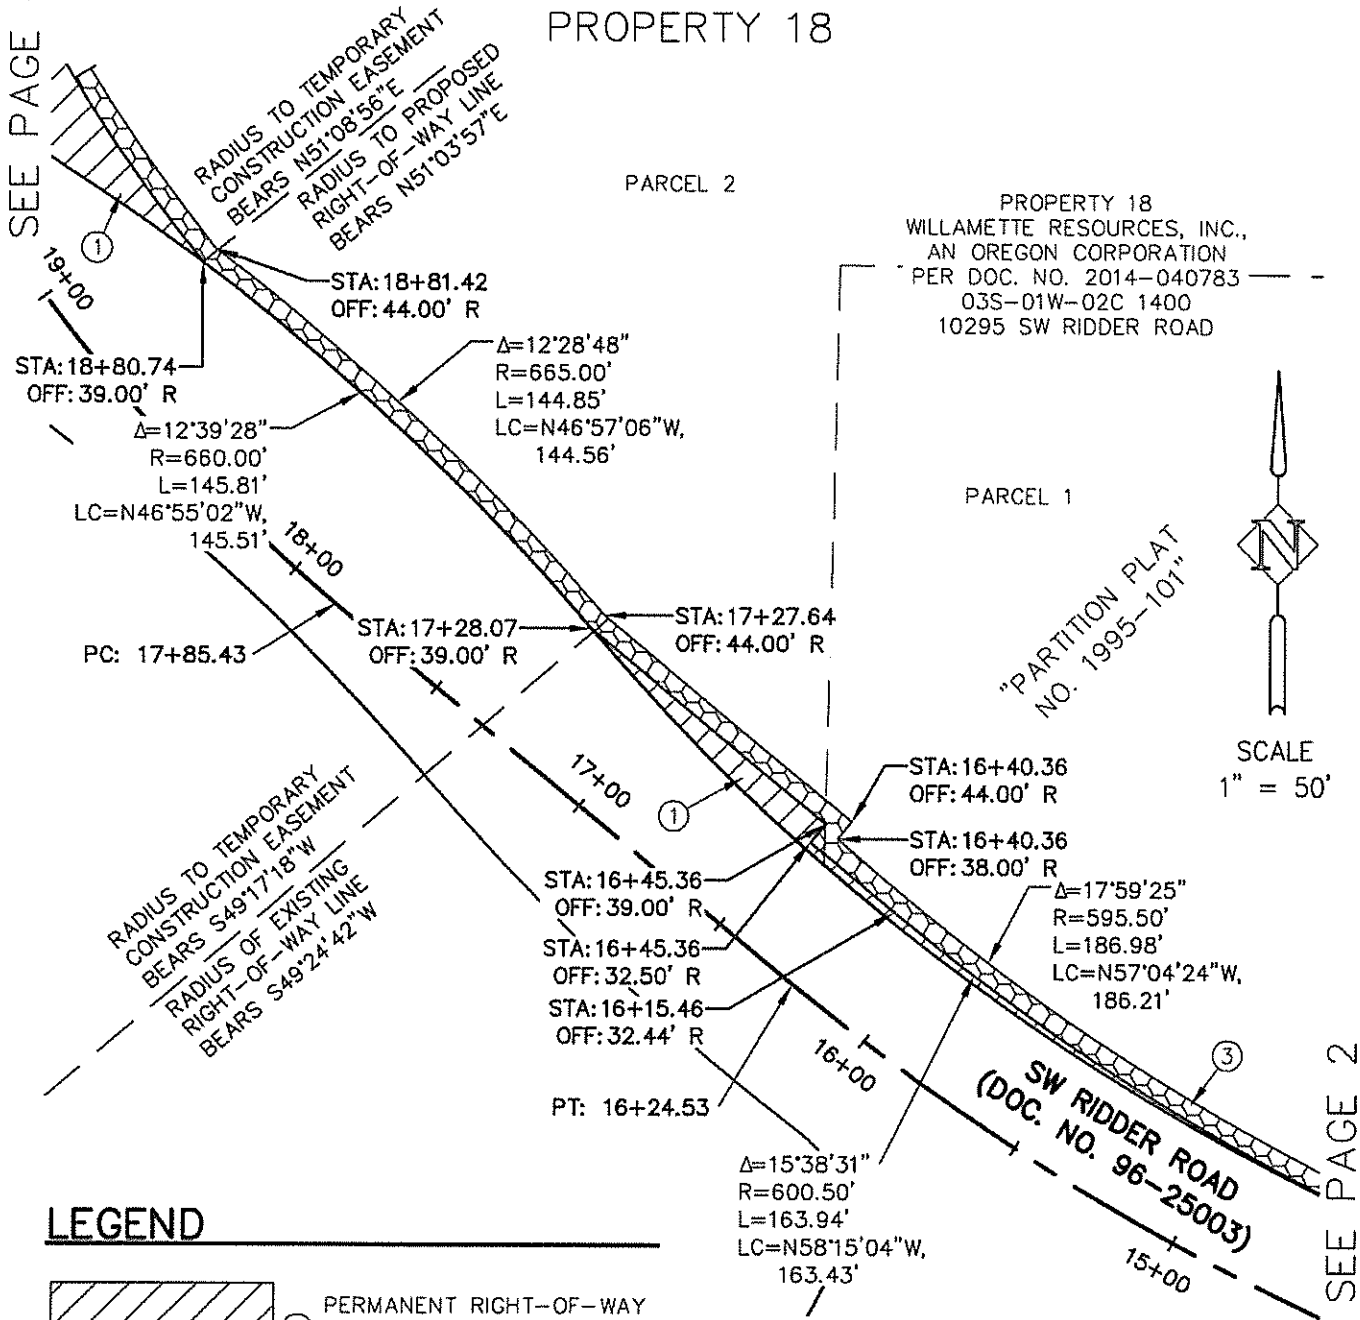 PROPERTY 18
SEE PAGE
RADIUS TO TEMPORARY
CONSTRUCTION EASEMENT
BEARS N51°08'56"E
RADIUS TO PROPOSED
RIGHT-OF-WAY LINE
BEARS N51°03'57"E
PARCEL 2
PROPERTY 18
WILLAMETTE RESOURCES, INC.,
AN OREGON CORPORATION
PER DOC. NO. 2014-040783
03S-01W-02C 1400
10295 SW RIDDER ROAD
1
19+00
STA:18+81.42
OFF:44.00' R
STA:18+80.74
OFF:39.00' R
Δ=12°28'48"
R=665.00'
L=144.85'
LC=N46°57'06"W,
144.56'
Δ=12°39'28"
R=660.00'
L=145.81'
LC=N46°55'02"W,
145.51'
PARCEL 1
"PARTITION PLAT
NO. 1995-101"
N
SCALE
1" = 50'
18+00
PC: 17+85.43
STA:17+28.07
OFF:39.00' R
STA:17+27.64
OFF:44.00' R
17+00
1
STA:16+40.36
OFF:44.00' R
STA:16+40.36
OFF:38.00' R
RADIUS TO TEMPORARY
CONSTRUCTION EASEMENT
BEARS S49°17'18"W
RADIUS OF EXISTING
RIGHT-OF-WAY LINE
BEARS S49°24'42"W
STA:16+45.36
OFF:39.00' R
STA:16+45.36
OFF:32.50' R
STA:16+15.46
OFF:32.44' R
Δ=17°59'25"
R=595.50'
L=186.98'
LC=N57°04'24"W,
186.21'
16+00
PT: 16+24.53
3
SW RIDDER ROAD
(DOC. NO. 96-25003)
SEE PAGE 2
Δ=15°38'31"
R=600.50'
L=163.94'
LC=N58°15'04"W,
163.43'
15+00
LEGEND
PERMANENT RIGHT-OF-WAY